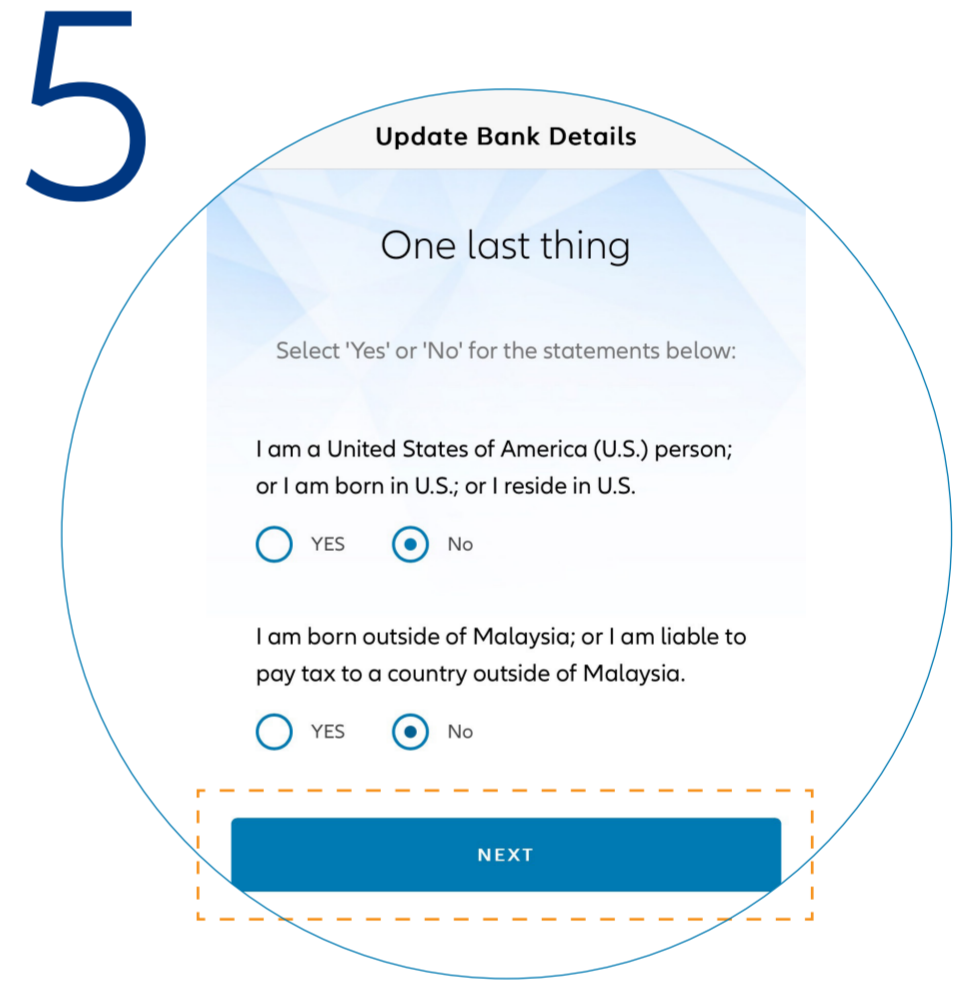 5
Update Bank Details
One last thing
Select 'Yes' or 'No' for the statements below:
I am a United States of America (U.S.) person;
or I am born in U.S.; or I reside in U.S.
YES No
I am born outside of Malaysia; or I am liable to
pay tax to a country outside of Malaysia.
YES No
NEXT